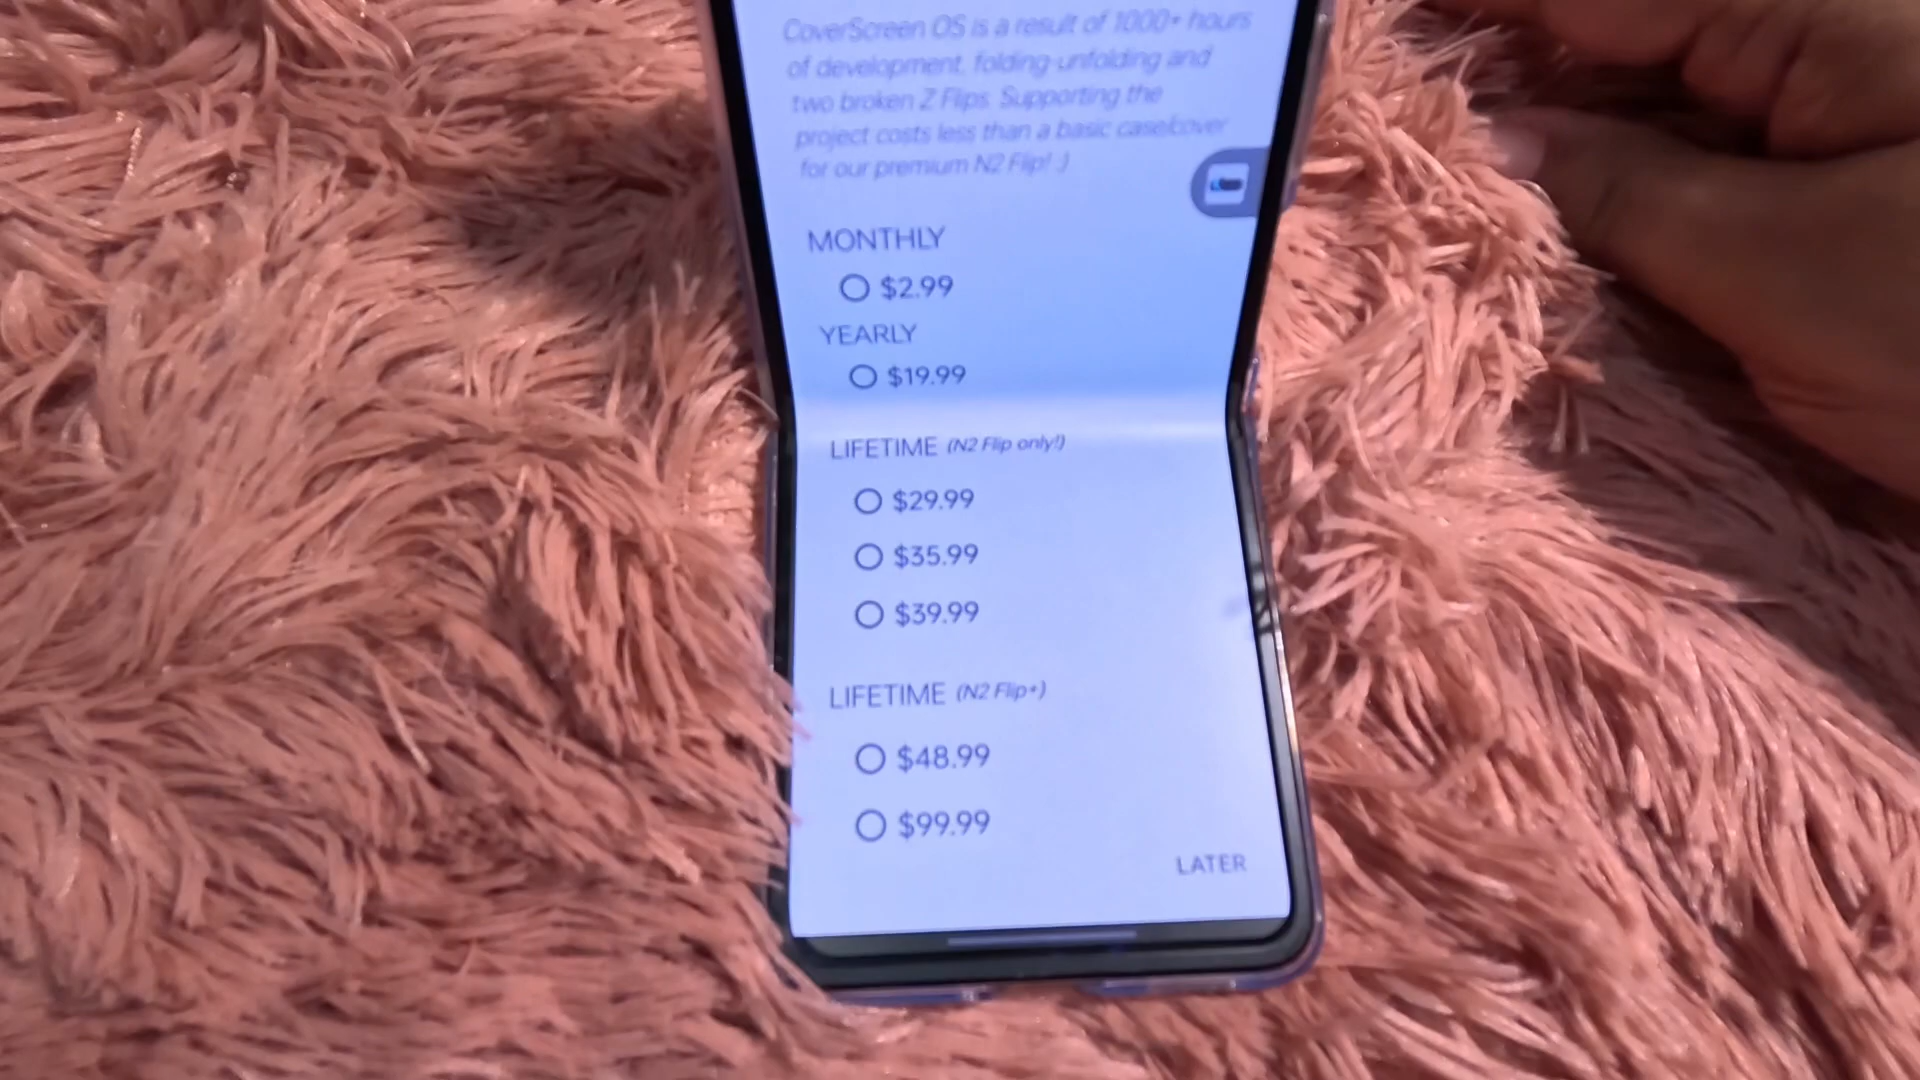 CoverScreen OS is a result of 1000+ hours
of development, folding-unfolding and
two broken Z Flips. Supporting the
project costs less than a basic case/cover
for our premium N2 Flip! :)
MONTHLY
$2.99
YEARLY
$19.99
LIFETIME (N2 Flip only!)
$29.99
$35.99
$39.99
LIFETIME (N2 Flip+)
$48.99
$99.99
LATER